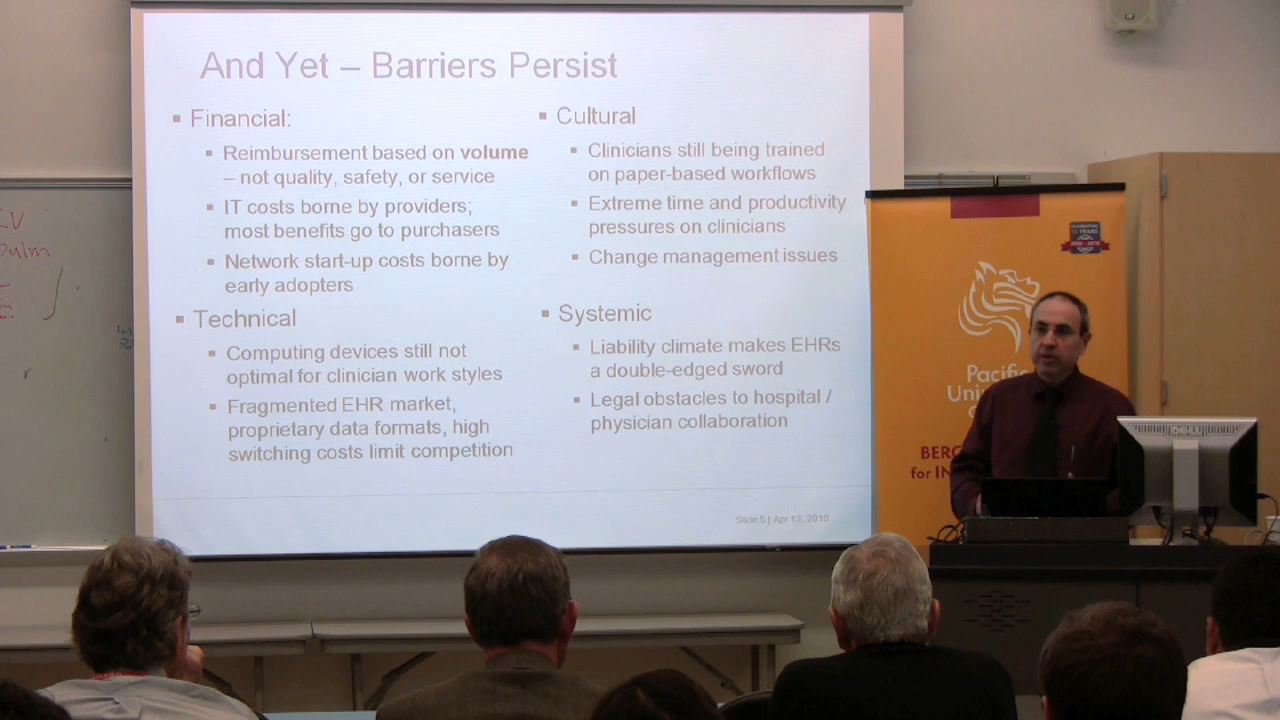 And Yet – Barriers Persist
Financial:
Reimbursement based on volume
– not quality, safety, or service
IT costs borne by providers;
most benefits go to purchasers
Network start-up costs borne by
early adopters
Technical
Computing devices still not
optimal for clinician work styles
Fragmented EHR market,
proprietary data formats, high
switching costs limit competition
Cultural
Clinicians still being trained
on paper-based workflows
Extreme time and productivity
pressures on clinicians
Change management issues
Systemic
Liability climate makes EHRs
a double-edged sword
Legal obstacles to hospital /
physician collaboration
Slide 5 | Apr 13, 2010
Pacific
BERG
for IN